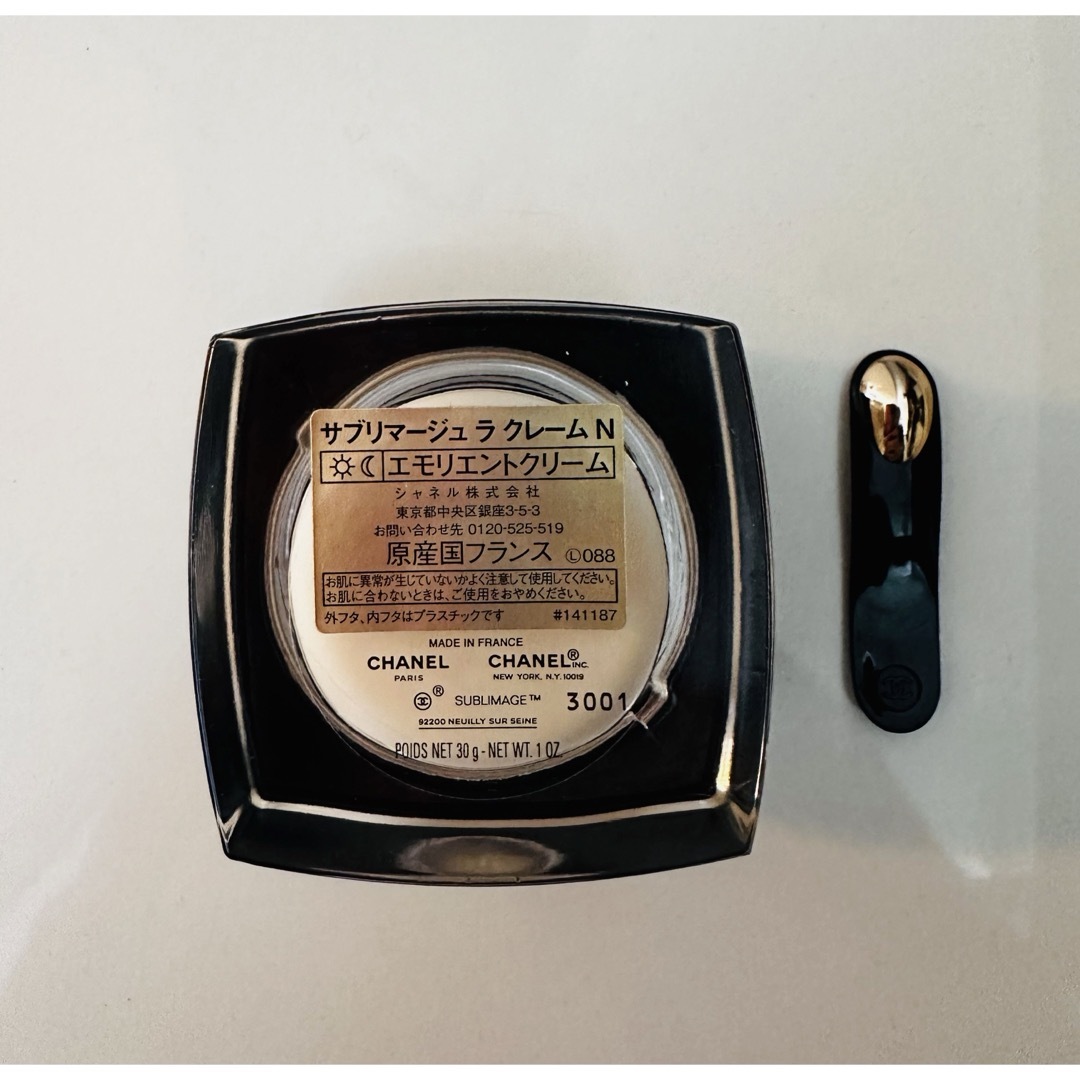 サブリマージュ ラ クレーム N
エモリエントクリーム
シャネル株式会社
東京都中央区銀座3-5-3
お問い合わせ先 0120-525-519
原産国フランス Ⓛ088
お肌に異常が生じていないかよく注意して使用してください。
お肌に合わないときは、ご使用をおやめください。
外フタ、内フタはプラスチックです #141187
MADE IN FRANCE
CHANEL CHANEL® INC.
PARIS NEW YORK, N.Y. 10019
® SUBLIMAGE™ 3001
92200 NEUILLY SUR SEINE
POIDS NET 30 g - NET WT. 1 OZ.